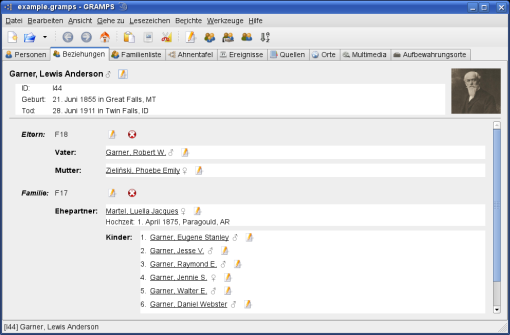 example.gramps - GRAMPS
Datei Bearbeiten Ansicht Gehe zu Lesezeichen Berichte Werkzeuge Hilfe
Personen Beziehungen Familienliste Ahnentafel Ereignisse Quellen Orte Multimedia Aufbewahrungsorte
Garner, Lewis Anderson ♂
ID: I44
Geburt: 21. Juni 1855 in Great Falls, MT
Tod: 28. Juni 1911 in Twin Falls, ID
Eltern: F18
Vater: Garner, Robert W. ♂
Mutter: Zieliński, Phoebe Emily ♀
Familie: F17
Ehepartner: Martel, Luella Jacques ♀
Hochzeit: 1. April 1875, Paragould, AR
Kinder: 1. Garner, Eugene Stanley ♂
2. Garner, Jesse V. ♂
3. Garner, Raymond E. ♂
4. Garner, Jennie S. ♀
5. Garner, Walter E. ♂
6. Garner, Daniel Webster ♂
[I44] Garner, Lewis Anderson